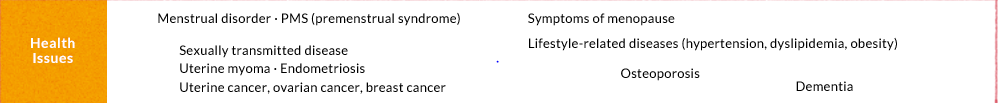 Health
Issues
Menstrual disorder · PMS (premenstrual syndrome)
Sexually transmitted disease
Uterine myoma · Endometriosis
Uterine cancer, ovarian cancer, breast cancer
Symptoms of menopause
Lifestyle-related diseases (hypertension, dyslipidemia, obesity)
Osteoporosis
Dementia